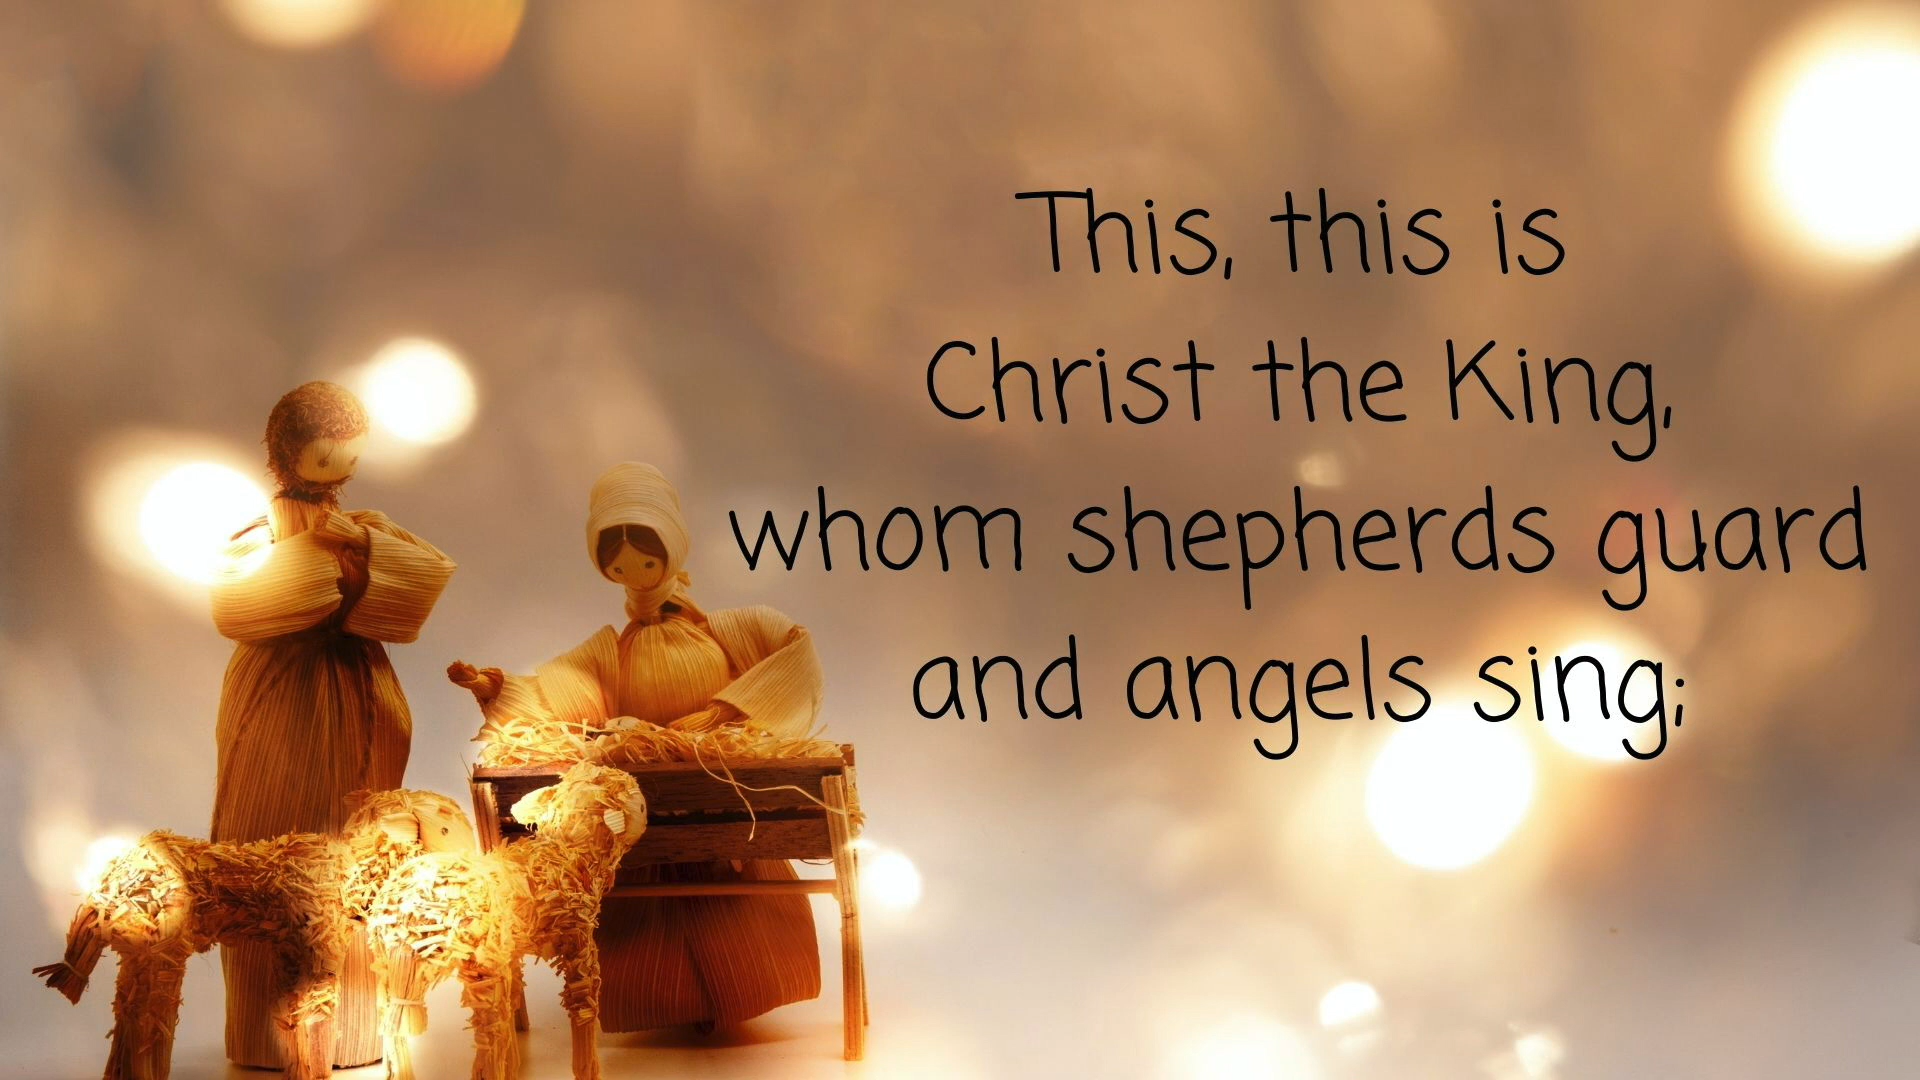 This, this is
Christ the King,
whom shepherds guard
and angels sing;